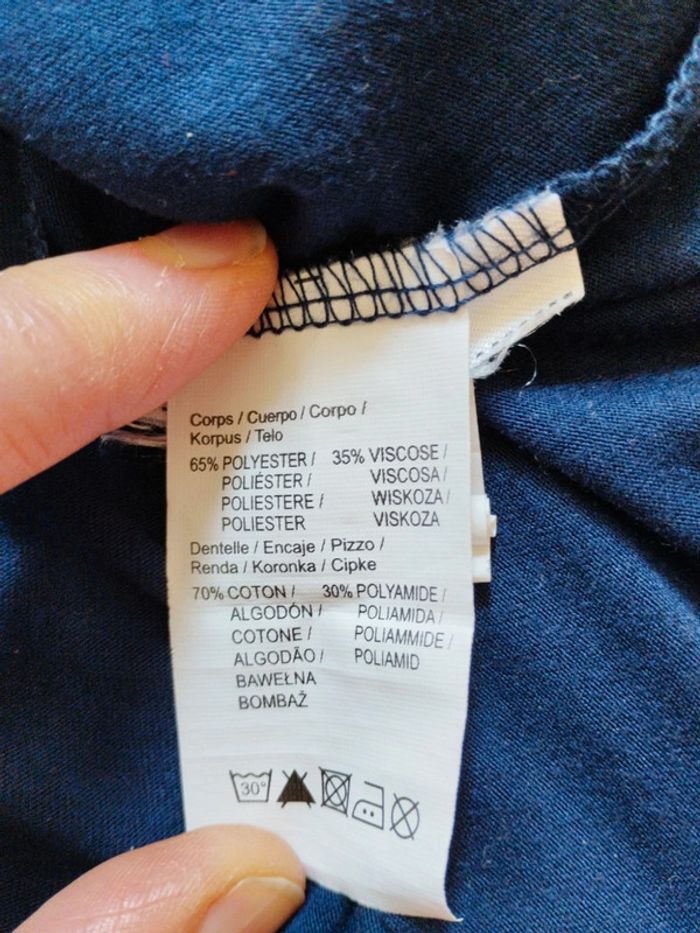 Corps / Cuerpo / Corpo /
Korpus / Telo
65% POLYESTER / 35% VISCOSE /
POLIÉSTER / VISCOSA /
POLIESTERE / WISKOZA /
POLIESTER VISKOZA
Dentelle / Encaje / Pizzo /
Renda / Koronka / Cipke
70% COTON / 30% POLYAMIDE /
ALGODÓN / POLIAMIDA /
COTONE / POLIAMMIDE /
ALGODÃO / POLIAMID
BAWEŁNA
BOMBAŽ
30°